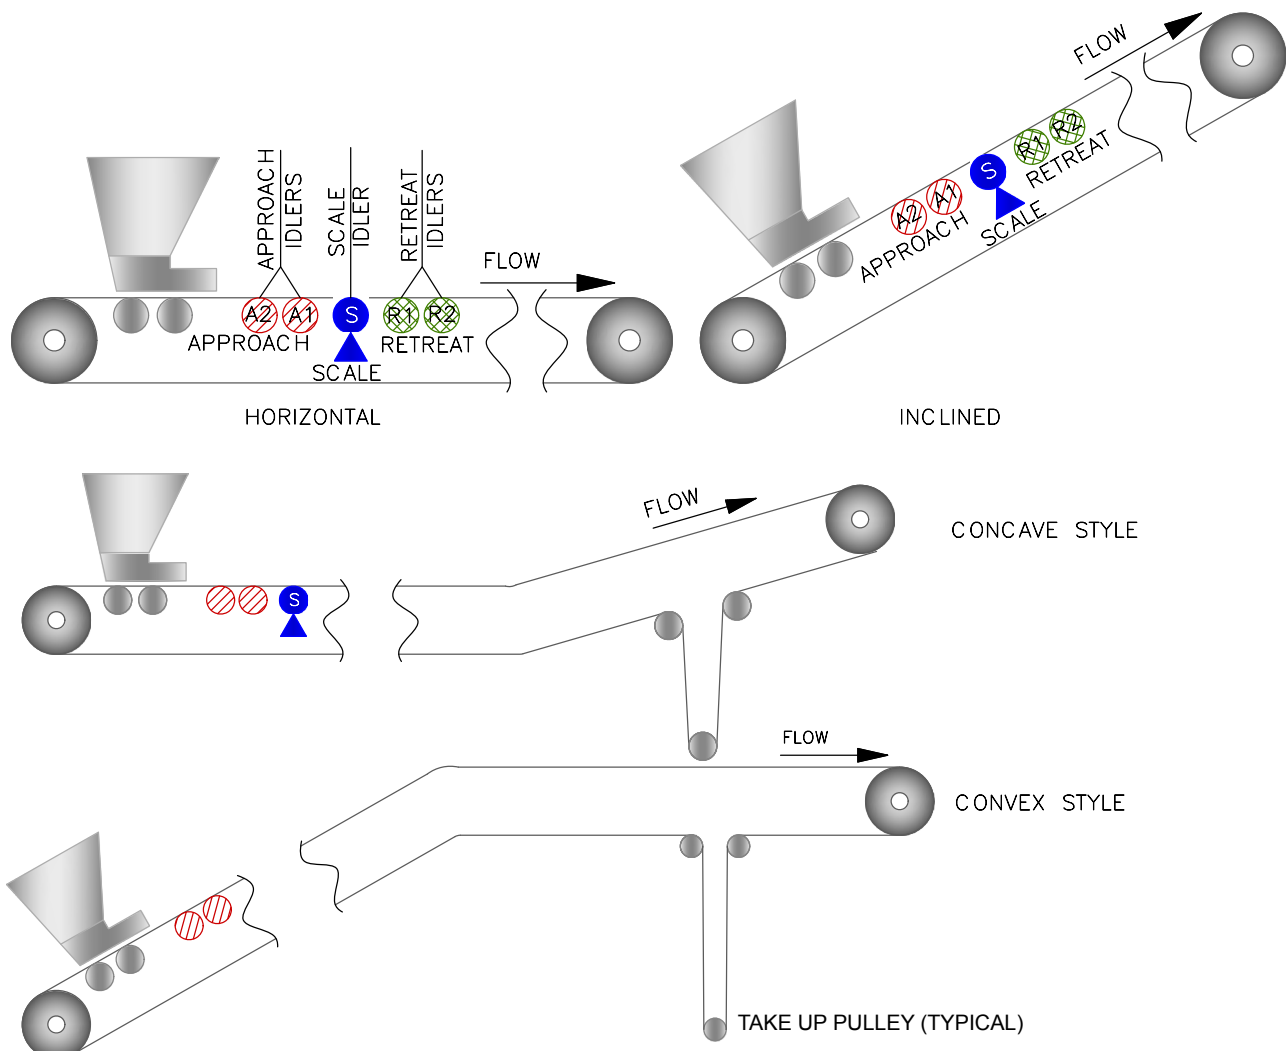 FLOW
APPROACH
IDLERS
SCALE
IDLER
RETREAT
IDLERS
FLOW
A2 A1 S R1 R2
APPROACH
RETREAT
SCALE
HORIZONTAL
R2
R1
RETREAT
S
A1
A2
SCALE
APPROACH
INCLINED
FLOW
CONCAVE STYLE
S
FLOW
CONVEX STYLE
TAKE UP PULLEY (TYPICAL)